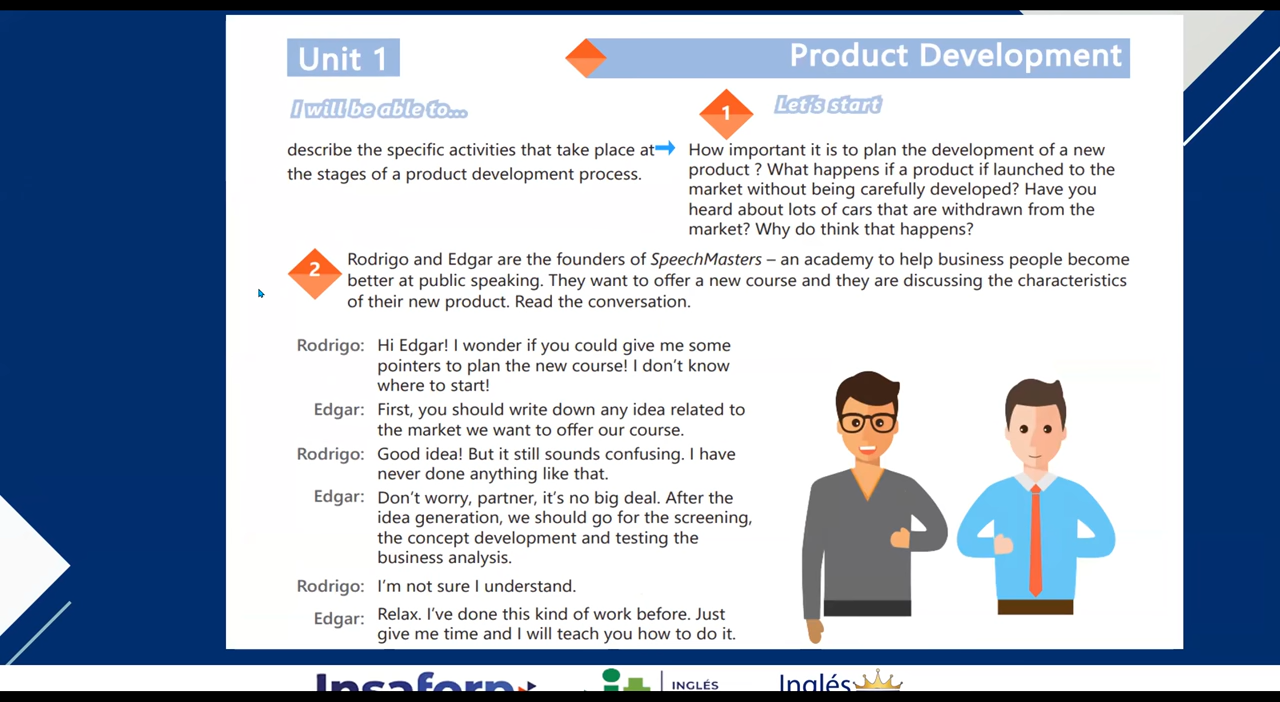 Unit 1
Product Development
I will be able to...
describe the specific activities that take place at
the stages of a product development process.
1
Let's start
How important it is to plan the development of a new
product ? What happens if a product if launched to the
market without being carefully developed? Have you
heard about lots of cars that are withdrawn from the
market? Why do think that happens?
2
Rodrigo and Edgar are the founders of SpeechMasters – an academy to help business people become
better at public speaking. They want to offer a new course and they are discussing the characteristics
of their new product. Read the conversation.
Rodrigo: Hi Edgar! I wonder if you could give me some
pointers to plan the new course! I don't know
where to start!
Edgar: First, you should write down any idea related to
the market we want to offer our course.
Rodrigo: Good idea! But it still sounds confusing. I have
never done anything like that.
Edgar: Don't worry, partner, it's no big deal. After the
idea generation, we should go for the screening,
the concept development and testing the
business analysis.
Rodrigo: I'm not sure I understand.
Edgar: Relax. I've done this kind of work before. Just
give me time and I will teach you how to do it.
Insaforp
it
INGLÉS
Inglés